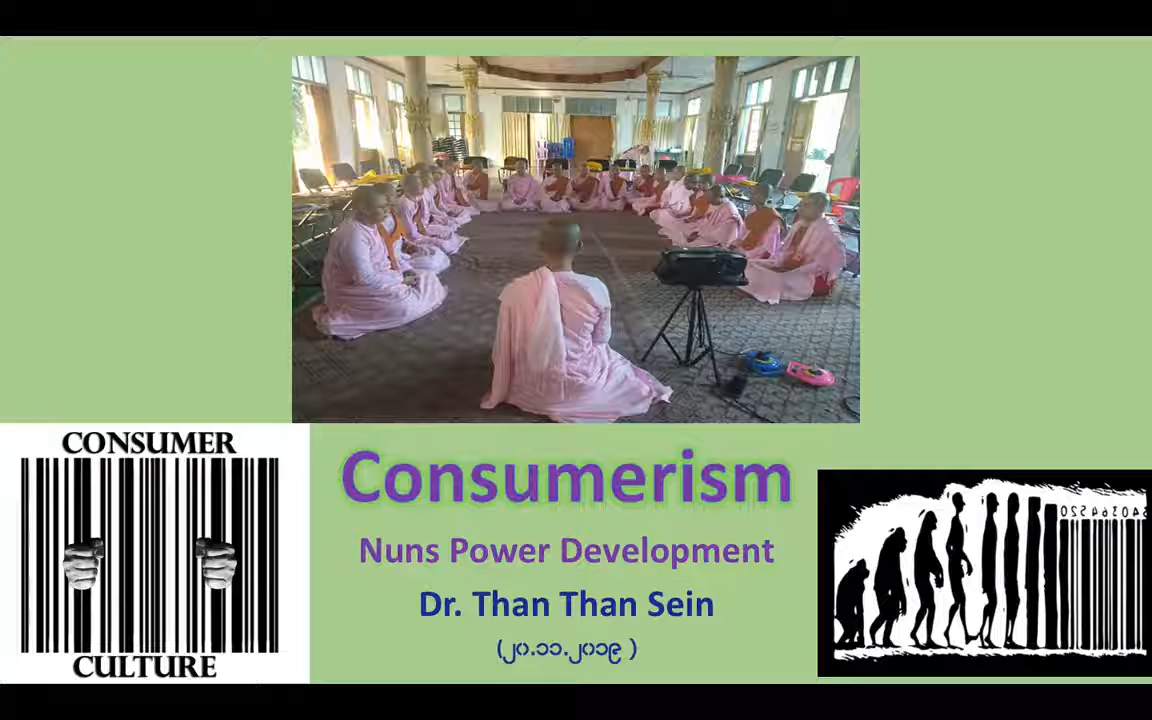 CONSUMER
CULTURE
Consumerism
Nuns Power Development
Dr. Than Than Sein
(၂၀.၁၁.၂၀၁၉ )